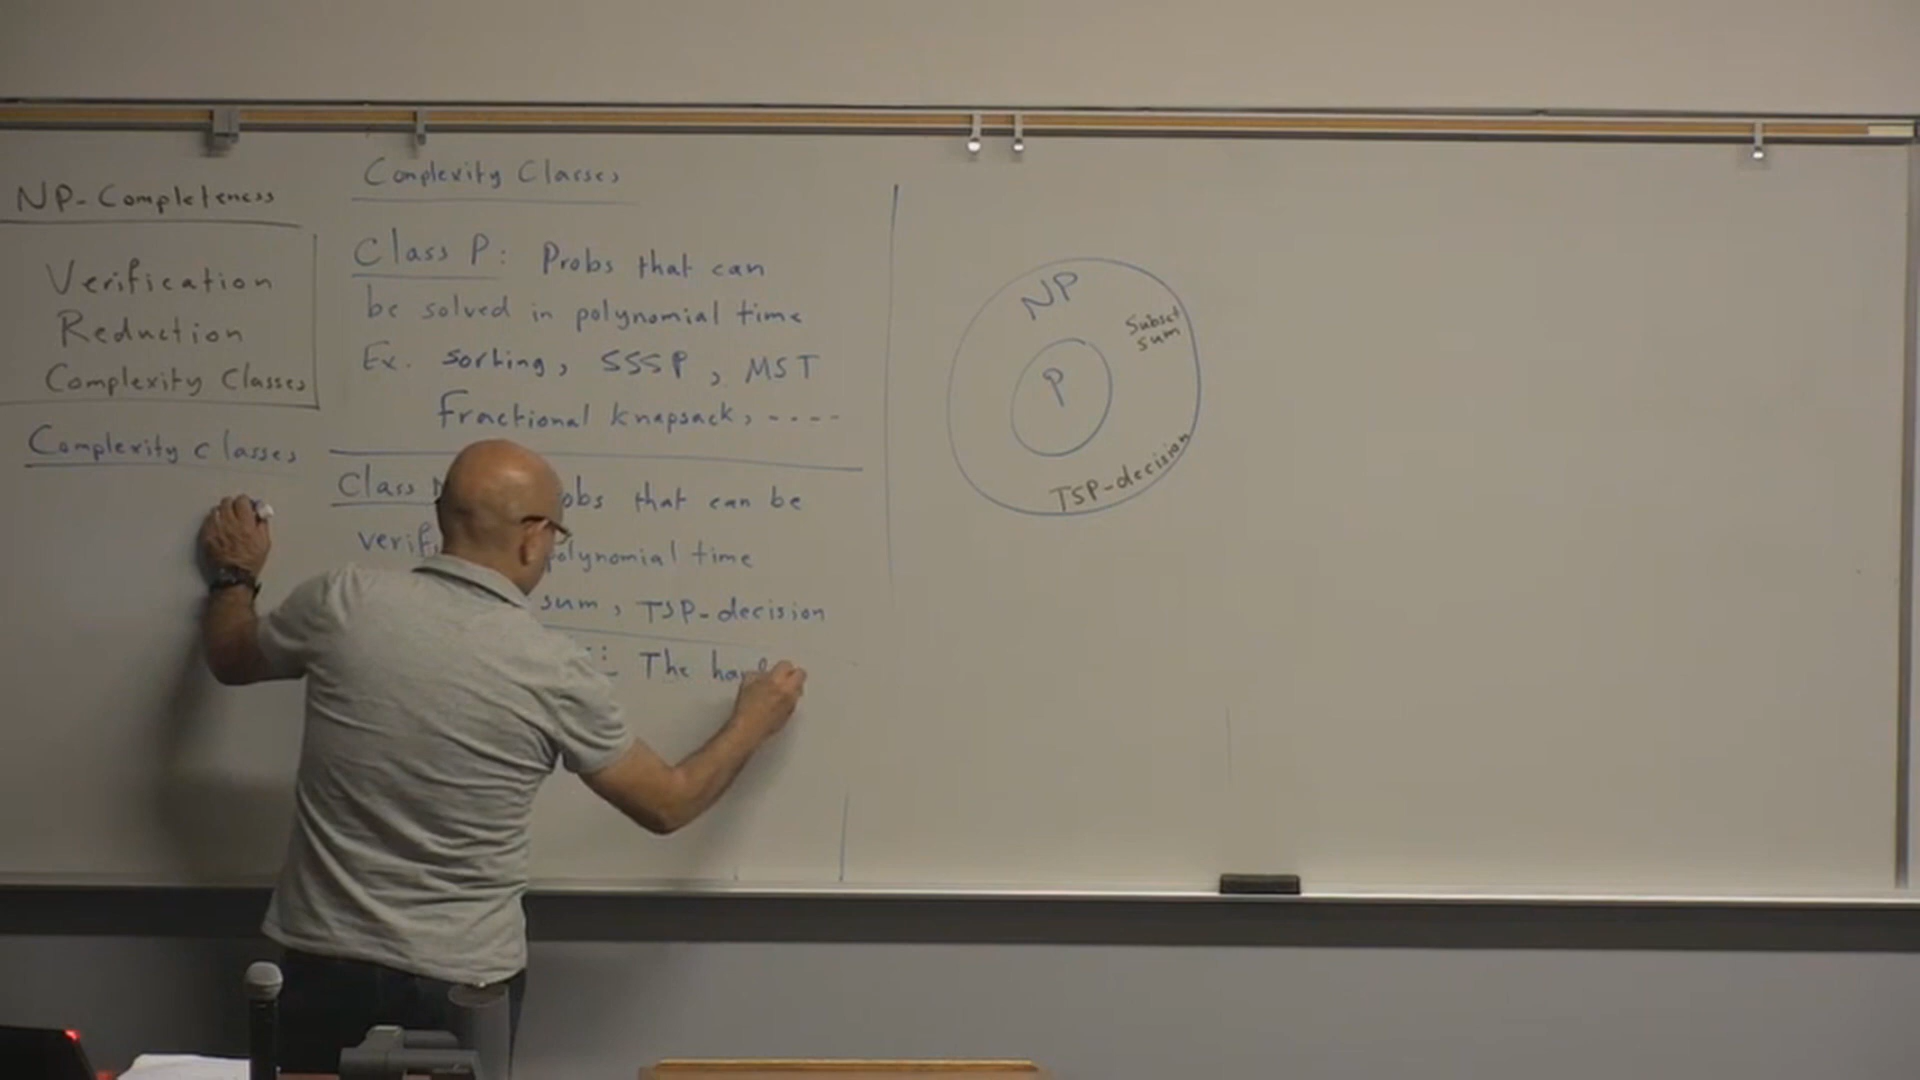 NP-Completeness
Verification
Reduction
Complexity Classes
Complexity classes
Complexity Classes
Class P: Probs that can
be solved in polynomial time
Ex. sorting, SSSP, MST
Fractional knapsack, ----
Class
that can be
polynomial time
sum, TSP-decision
The
NP
P
Subset
sum
TSP-decision